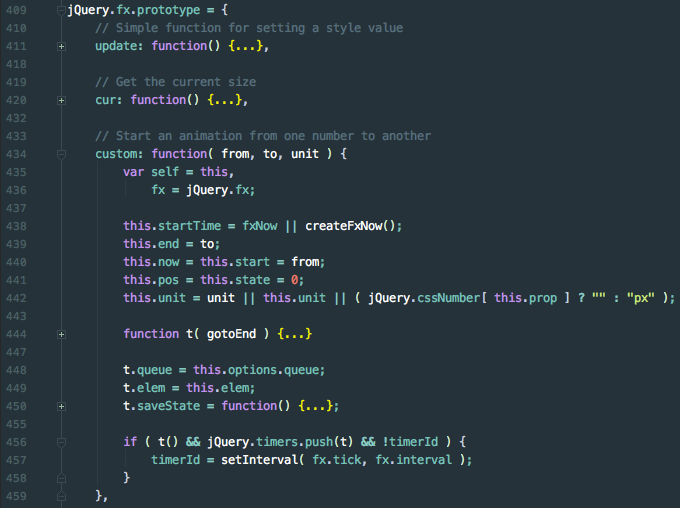 409 jQuery.fx.prototype = {
410 // Simple function for setting a style value
411 update: function() {...},
418
419 // Get the current size
420 cur: function() {...},
432
433 // Start an animation from one number to another
434 custom: function( from, to, unit ) {
435 var self = this,
436 fx = jQuery.fx;
437
438 this.startTime = fxNow || createFxNow();
439 this.end = to;
440 this.now = this.start = from;
441 this.pos = this.state = 0;
442 this.unit = unit || this.unit || ( jQuery.cssNumber[ this.prop ] ? "" : "px" );
443
444 function t( gotoEnd ) {...}
447
448 t.queue = this.options.queue;
449 t.elem = this.elem;
450 t.saveState = function() {...};
455
456 if ( t() && jQuery.timers.push(t) && !timerId ) {
457 timerId = setInterval( fx.tick, fx.interval );
458 }
459 },